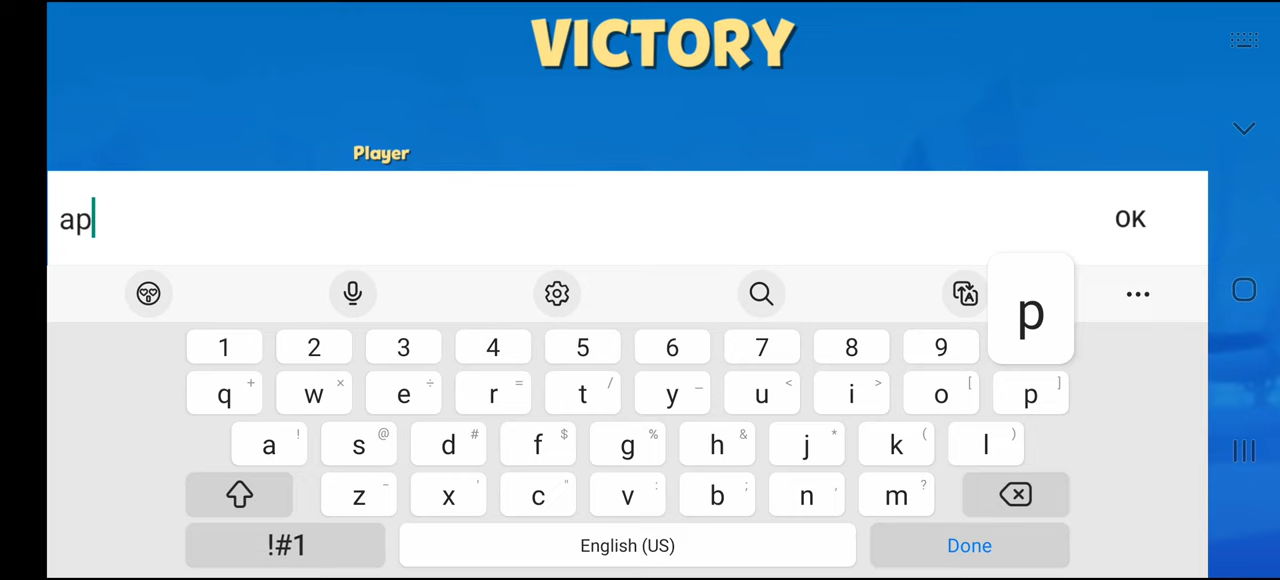 VICTORY
Player
ap
OK
p
1 2 3 4 5 6 7 8 9
q + w × e ÷ r = t / y _ u < i > o [ p ]
a ! s @ d # f $ g % h & j * k ( l )
z - x ' c " v : b ; n , m ?
!#1 English (US) Done